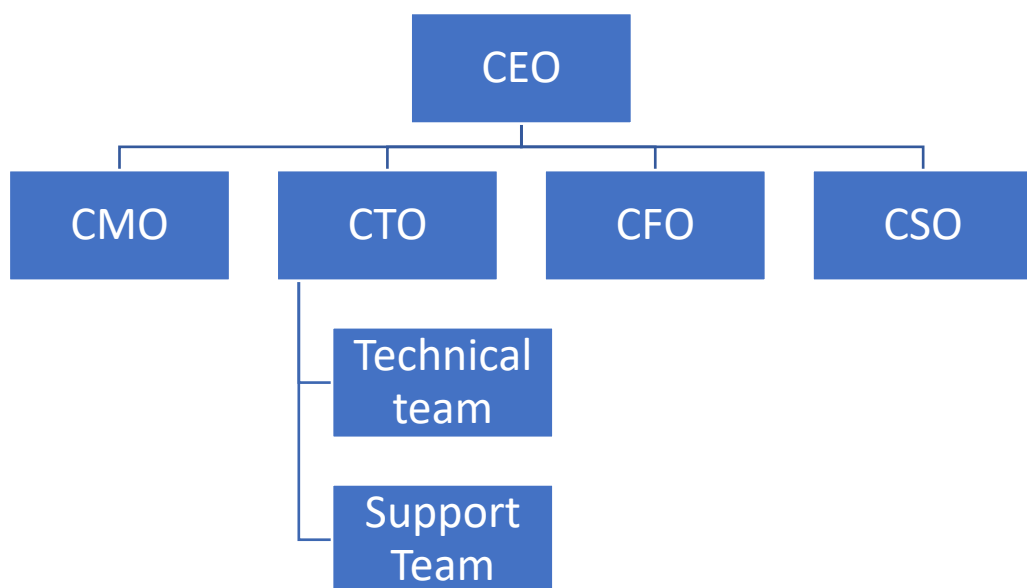 CEO
CMO
CTO
CFO
CSO
Technical
team
Support
Team